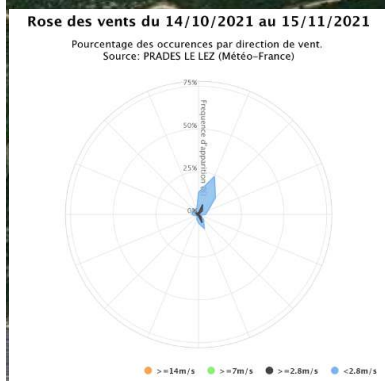 Rose des vents du 14/10/2021 au 15/11/2021
Pourcentage des occurences par direction de vent.
Source: PRADES LE LEZ (Météo-France)
75%
50%
25%
0%
Frequence d'apparition
>=14m/s >=7m/s >=2.8m/s <2.8m/s